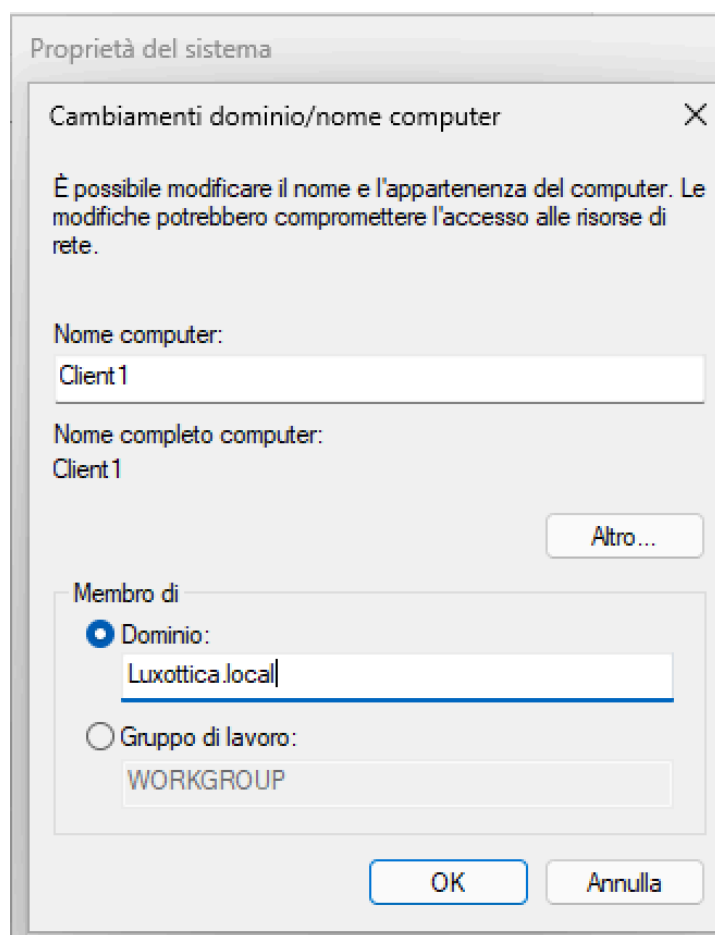 Proprietà del sistema
Cambiamenti dominio/nome computer
È possibile modificare il nome e l'appartenenza del computer. Le
modifiche potrebbero compromettere l'accesso alle risorse di
rete.
Nome computer:
Client1
Nome completo computer:
Client1
Altro...
Membro di
Dominio:
Luxottica.local
Gruppo di lavoro:
WORKGROUP
OK
Annulla